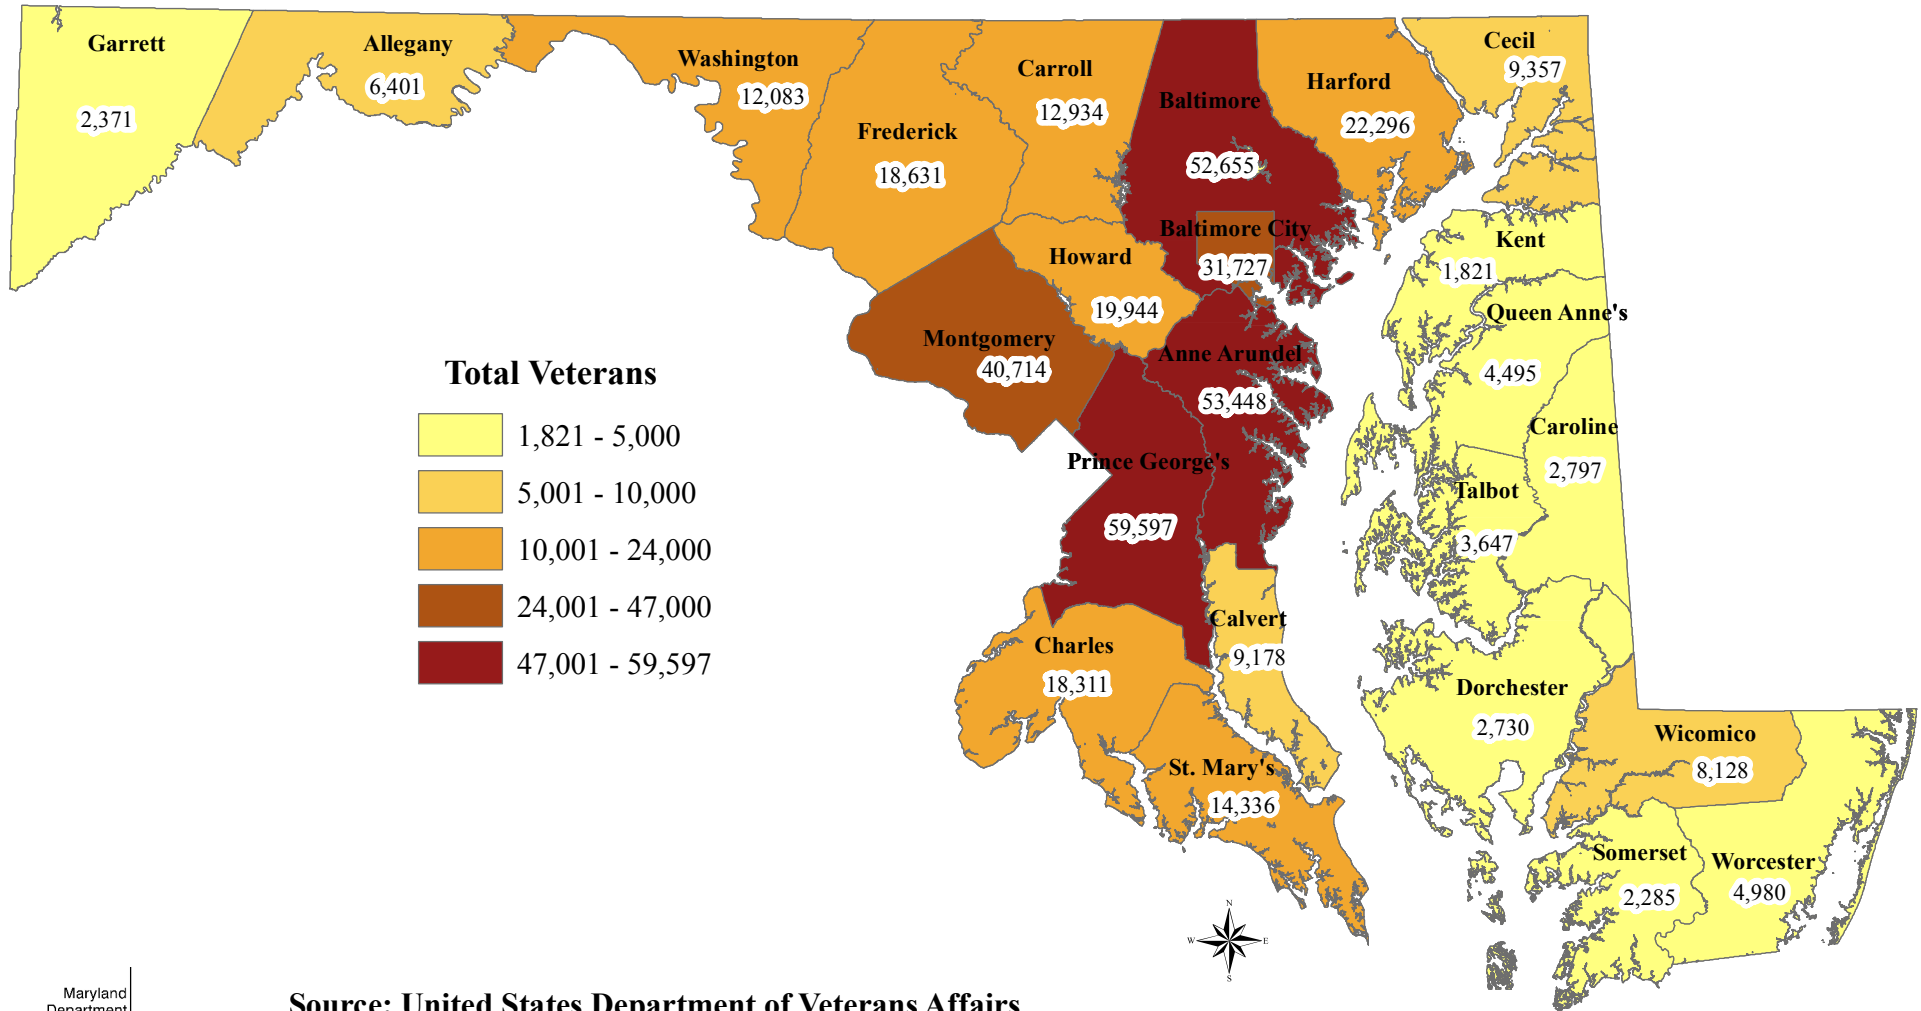 Garrett
2,371
Allegany
6,401
Washington
12,083
Frederick
18,631
Carroll
12,934
Baltimore
52,655
Harford
22,296
Cecil
9,357
Baltimore City
31,727
Howard
19,944
Kent
1,821
Queen Anne's
4,495
Montgomery
40,714
Anne Arundel
53,448
Caroline
2,797
Prince George's
59,597
Talbot
3,647
Total Veterans
1,821 - 5,000
5,001 - 10,000
10,001 - 24,000
24,001 - 47,000
47,001 - 59,597
Calvert
9,178
Charles
18,311
Dorchester
2,730
St. Mary's
14,336
Wicomico
8,128
Somerset
2,285
Worcester
4,980
N
W
E
S
Maryland
Department
Source: United States Department of Veterans Affairs